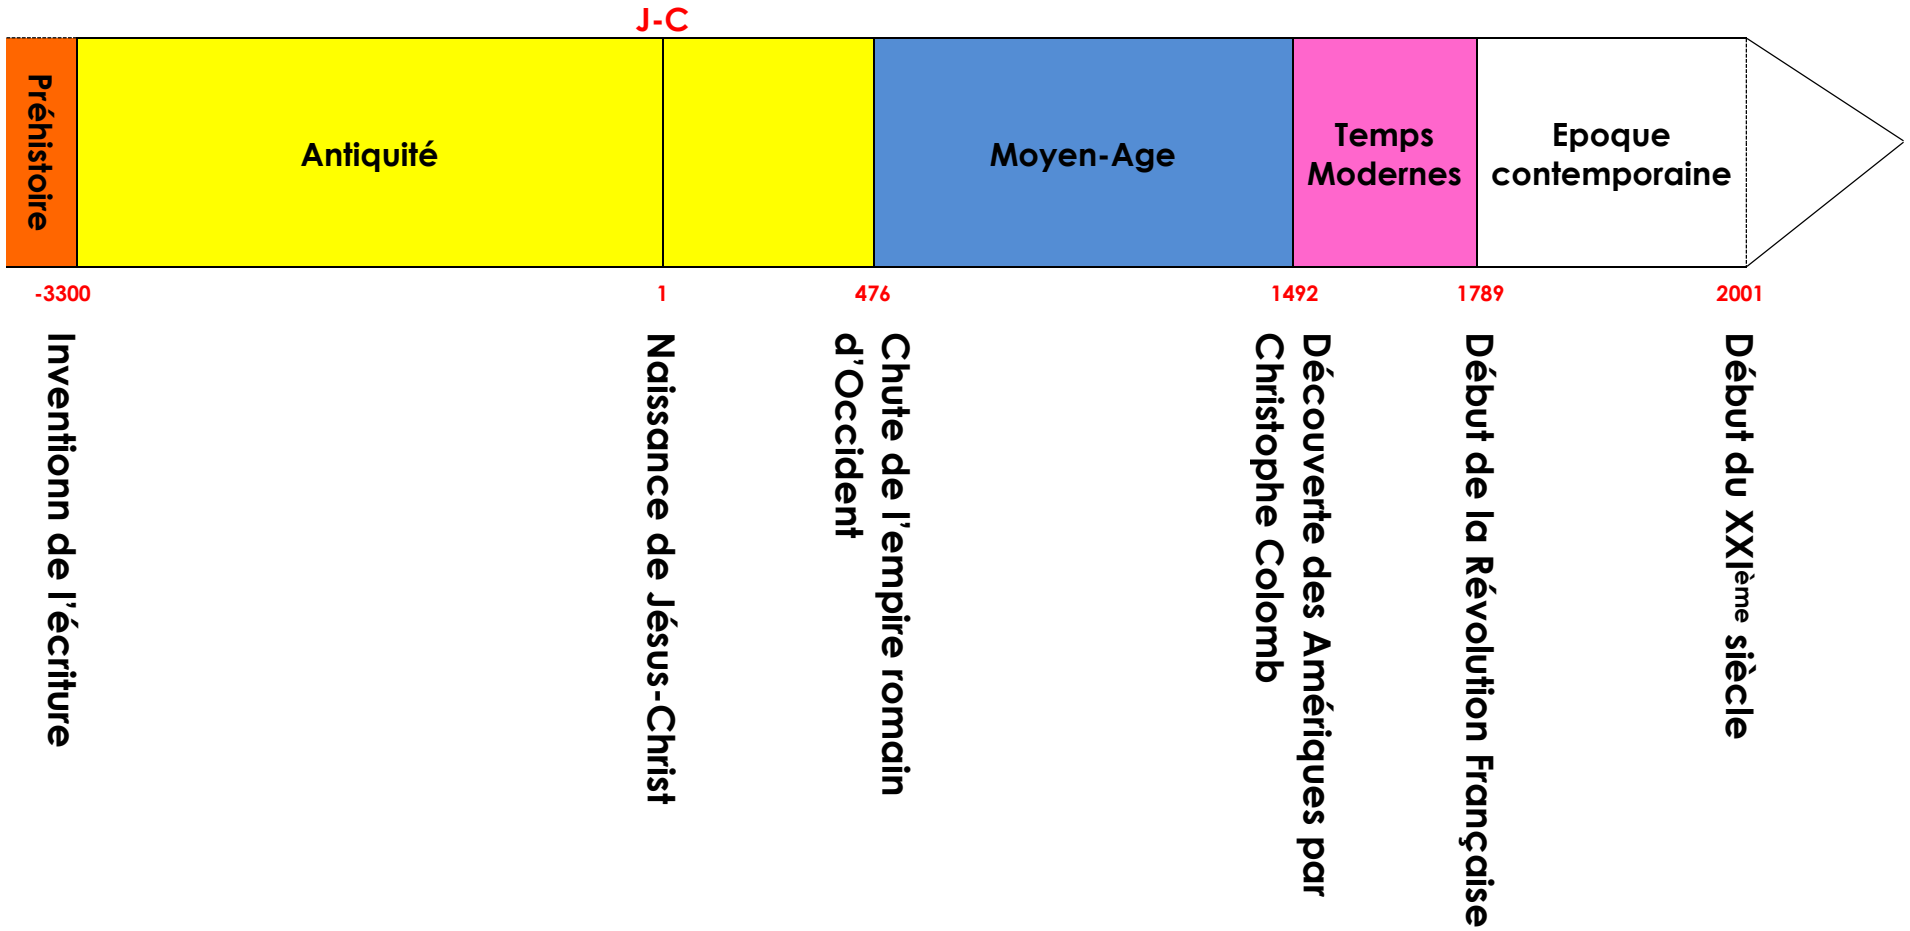 J-C
Préhistoire
Antiquité
Moyen-Age
Temps
Modernes
Epoque
contemporaine
-3300
1
476
1492
1789
2001
Inventionn de l'écriture
Naissance de Jésus-Christ
Chute de l'empire romain
d'Occident
Découverte des Amériques par
Christophe Colomb
Début de la Révolution Française
Début du XXIème siècle